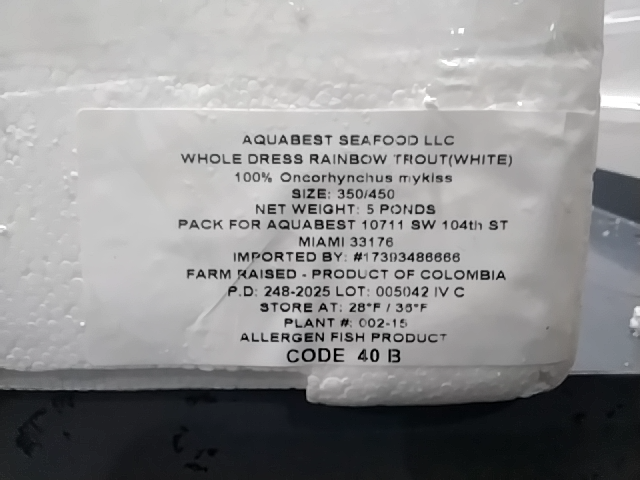 AQUABEST SEAFOOD LLC
WHOLE DRESS RAINBOW TROUT(WHITE)
100% Oncorhynchus mykiss
SIZE: 350/450
NET WEIGHT: 5 PONDS
PACK FOR AQUABEST 10711 SW 104th ST
MIAMI 33176
IMPORTED BY: #17393486666
FARM RAISED - PRODUCT OF COLOMBIA
P.D: 248-2025 LOT: 005042 IV C
STORE AT: 28°F / 36°F
PLANT #: 002-15
ALLERGEN FISH PRODUCT
CODE 40 B